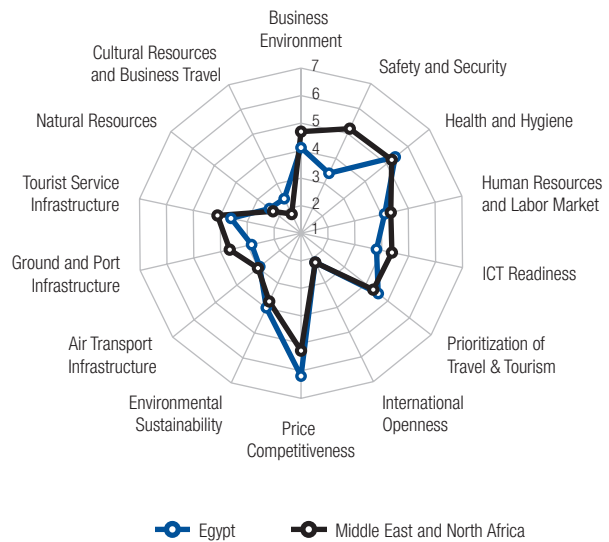 Business
Environment
Cultural Resources
and Business Travel
Safety and Security
Natural Resources
Health and Hygiene
Tourist Service
Infrastructure
Human Resources
and Labor Market
Ground and Port
Infrastructure
ICT Readiness
Air Transport
Infrastructure
Prioritization of
Travel & Tourism
Environmental
Sustainability
International
Openness
Price
Competitiveness
7
6
5
4
3
2
1
Egypt
Middle East and North Africa